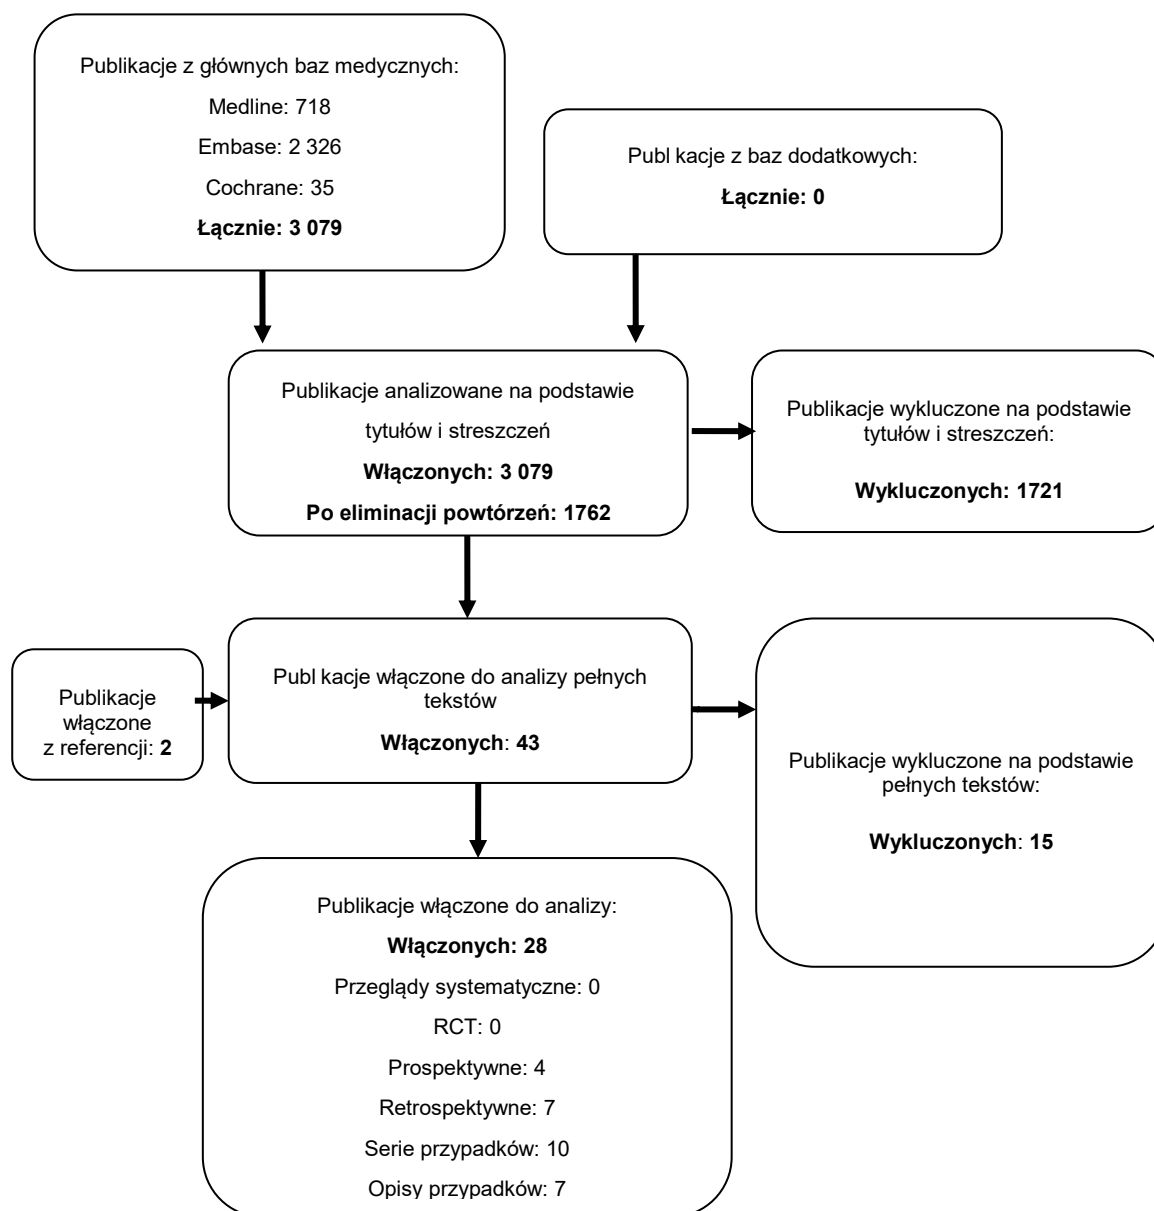 Publikacje z głównych baz medycznych:
Medline: 718
Embase: 2 326
Cochrane: 35
Łącznie: 3 079
Publ kacje z baz dodatkowych:
Łącznie: 0
Publikacje analizowane na podstawie
tytułów i streszczeń
Włączonych: 3 079
Po eliminacji powtórzeń: 1762
Publikacje wykluczone na podstawie
tytułów i streszczeń:
Wykluczonych: 1721
Publikacje
włączone
z referencji: 2
Publ kacje włączone do analizy pełnych
tekstów
Włączonych: 43
Publikacje wykluczone na podstawie
pełnych tekstów:
Wykluczonych: 15
Publikacje włączone do analizy:
Włączonych: 28
Przeglądy systematyczne: 0
RCT: 0
Prospektywne: 4
Retrospektywne: 7
Serie przypadków: 10
Opisy przypadków: 7